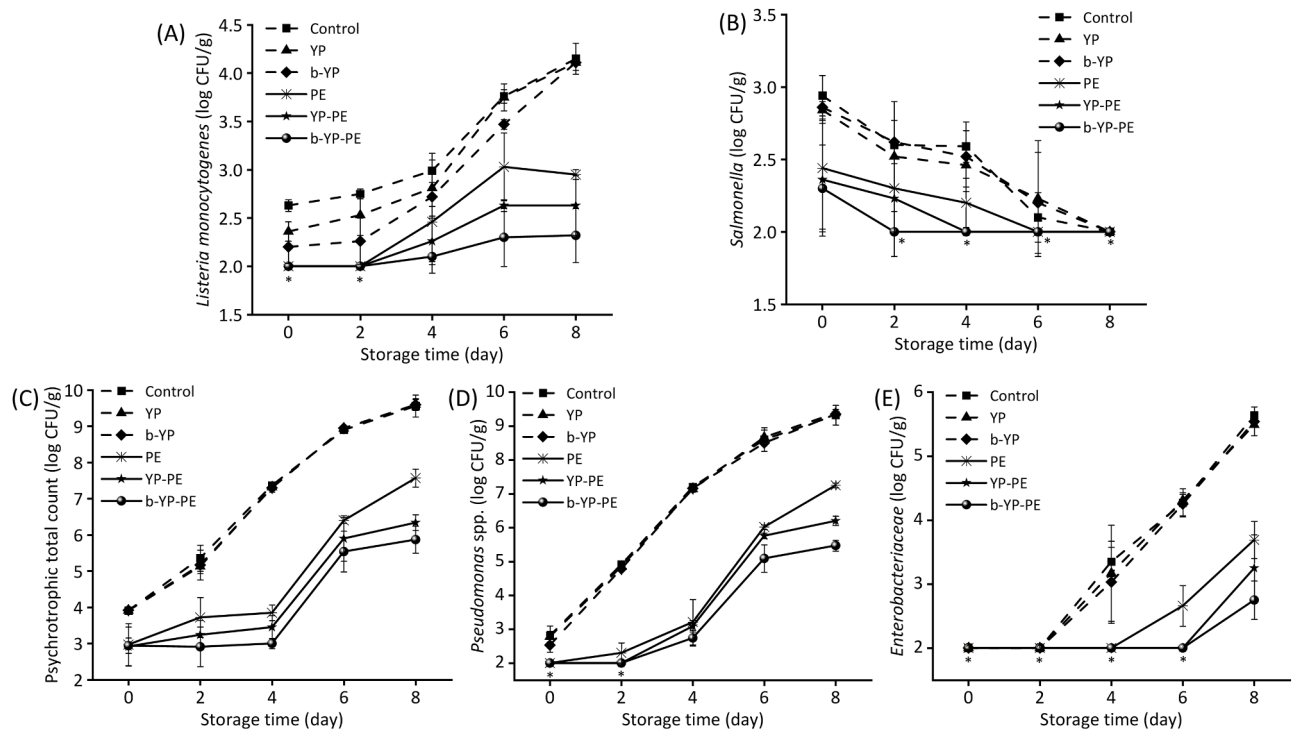 (A)
Listeria monocytogenes (log CFU/g)
4.5
4.0
3.5
3.0
2.5
2.0
1.5
Control
YP
b-YP
PE
YP-PE
b-YP-PE
* *
0 2 4 6 8
Storage time (day)
(B)
Salmonella (log CFU/g)
3.5
3.0
2.5
2.0
1.5
Control
YP
b-YP
PE
YP-PE
b-YP-PE
* * * *
0 2 4 6 8
Storage time (day)
(C)
Psychrotrophic total count (log CFU/g)
10
9
8
7
6
5
4
3
2
Control
YP
b-YP
PE
YP-PE
b-YP-PE
0 2 4 6 8
Storage time (day)
(D)
Pseudomonas spp. (log CFU/g)
10
9
8
7
6
5
4
3
2
Control
YP
b-YP
PE
YP-PE
b-YP-PE
* *
0 2 4 6 8
Storage time (day)
(E)
Enterobacteriaceae (log CFU/g)
6
5
4
3
2
Control
YP
b-YP
PE
YP-PE
b-YP-PE
* * * *
0 2 4 6 8
Storage time (day)